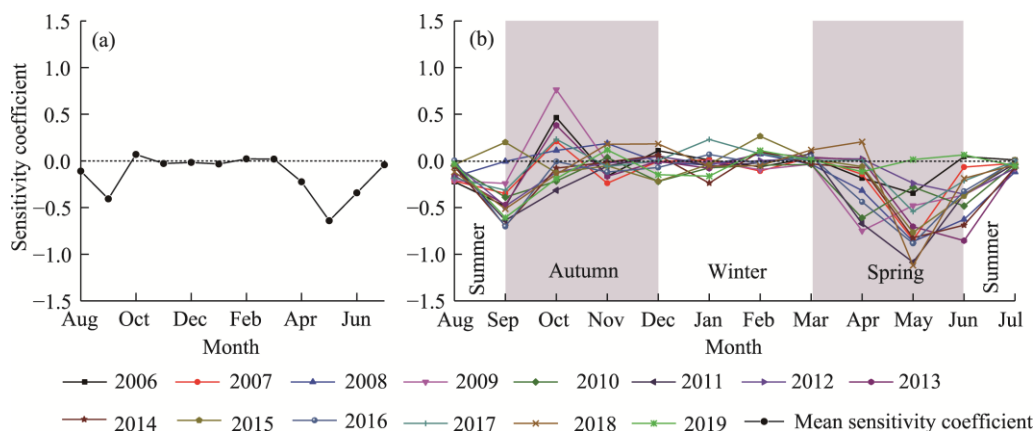 (a)
Sensitivity coefficient
1.5
1.0
0.5
0.0
−0.5
−1.0
−1.5
Aug Oct Dec Feb Apr Jun
Month
(b)
1.5
1.0
0.5
0.0
−0.5
−1.0
−1.5
Summer
Autumn
Winter
Spring
Summer
Aug Sep Oct Nov Dec Jan Feb Mar Apr May Jun Jul
Month
2006 2007 2008 2009 2010 2011 2012 2013
2014 2015 2016 2017 2018 2019 Mean sensitivity coefficient